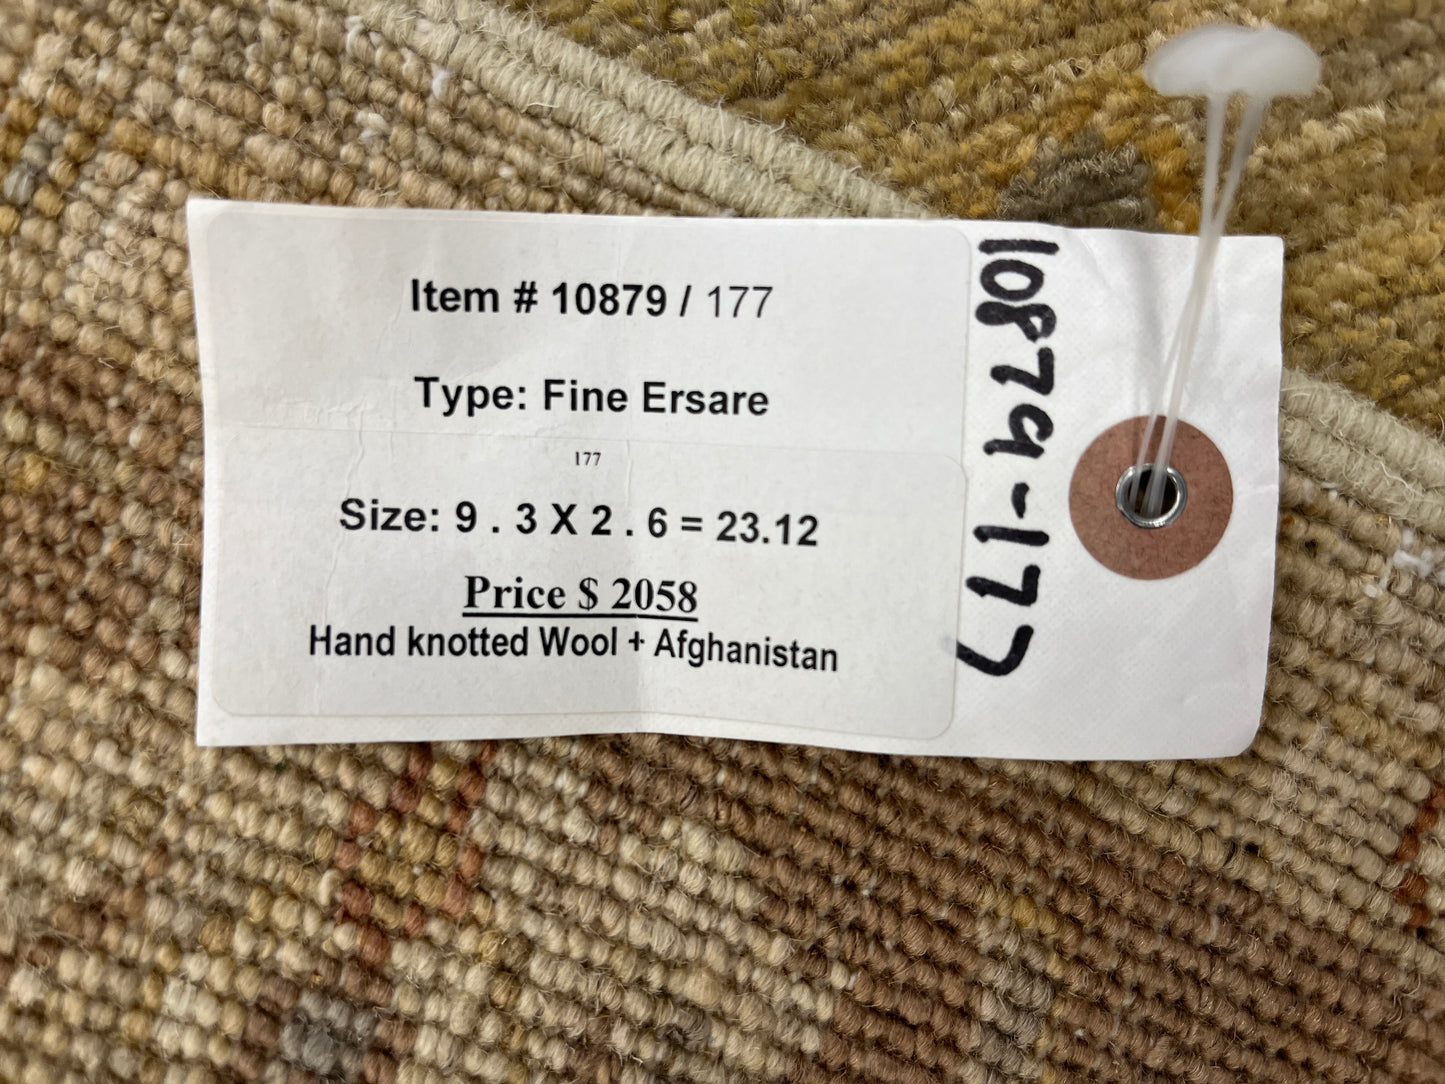 Item # 10879 / 177
Type: Fine Ersare
177
Size: 9 . 3 X 2 . 6 = 23.12
Price $ 2058
Hand knotted Wool + Afghanistan
10879-177